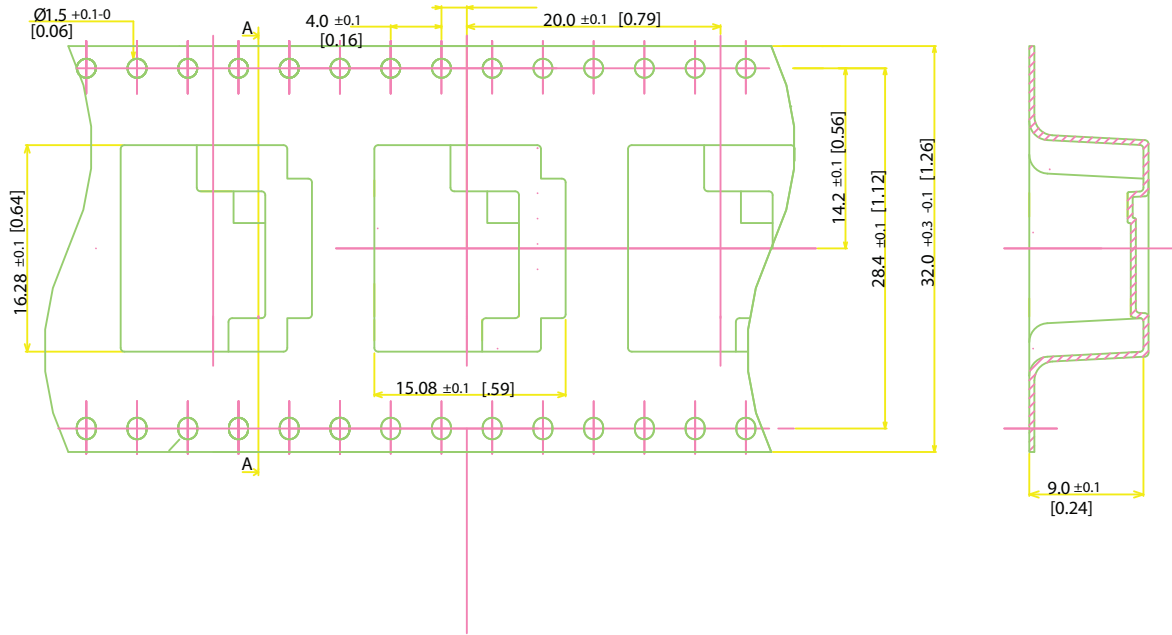 Ø1.5 +0.1-0
[0.06]
A
4.0 ±0.1
[0.16]
20.0 ±0.1 [0.79]
16.28 ±0.1 [0.64]
14.2 ±0.1 [0.56]
28.4 ±0.1 [1.12]
32.0 +0.3 -0.1 [1.26]
15.08 ±0.1 [.59]
A
9.0 ±0.1
[0.24]